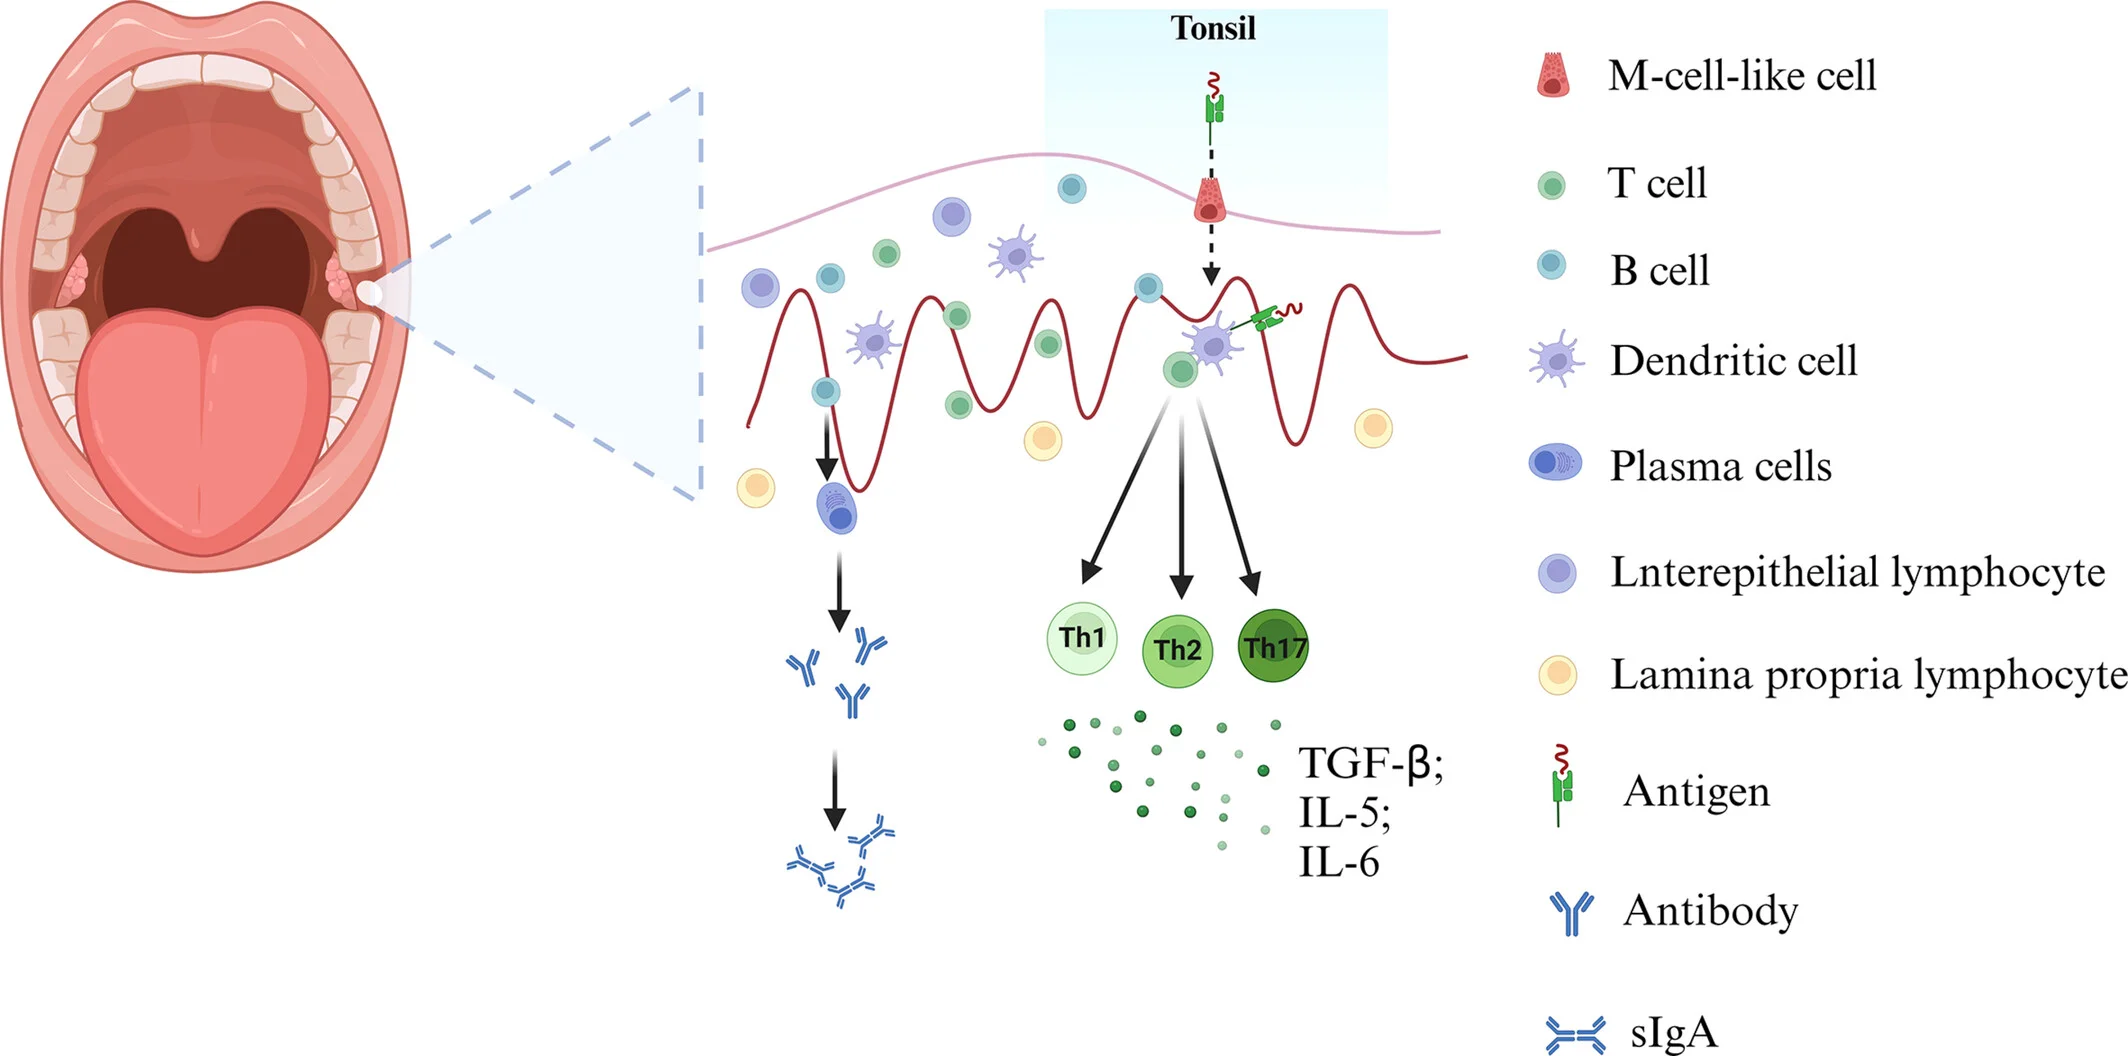 Tonsil
Th1
Th2
Th17
TGF-β;
IL-5;
IL-6
M-cell-like cell
T cell
B cell
Dendritic cell
Plasma cells
Lnterepithelial lymphocyte
Lamina propria lymphocyte
Antigen
Antibody
sIgA